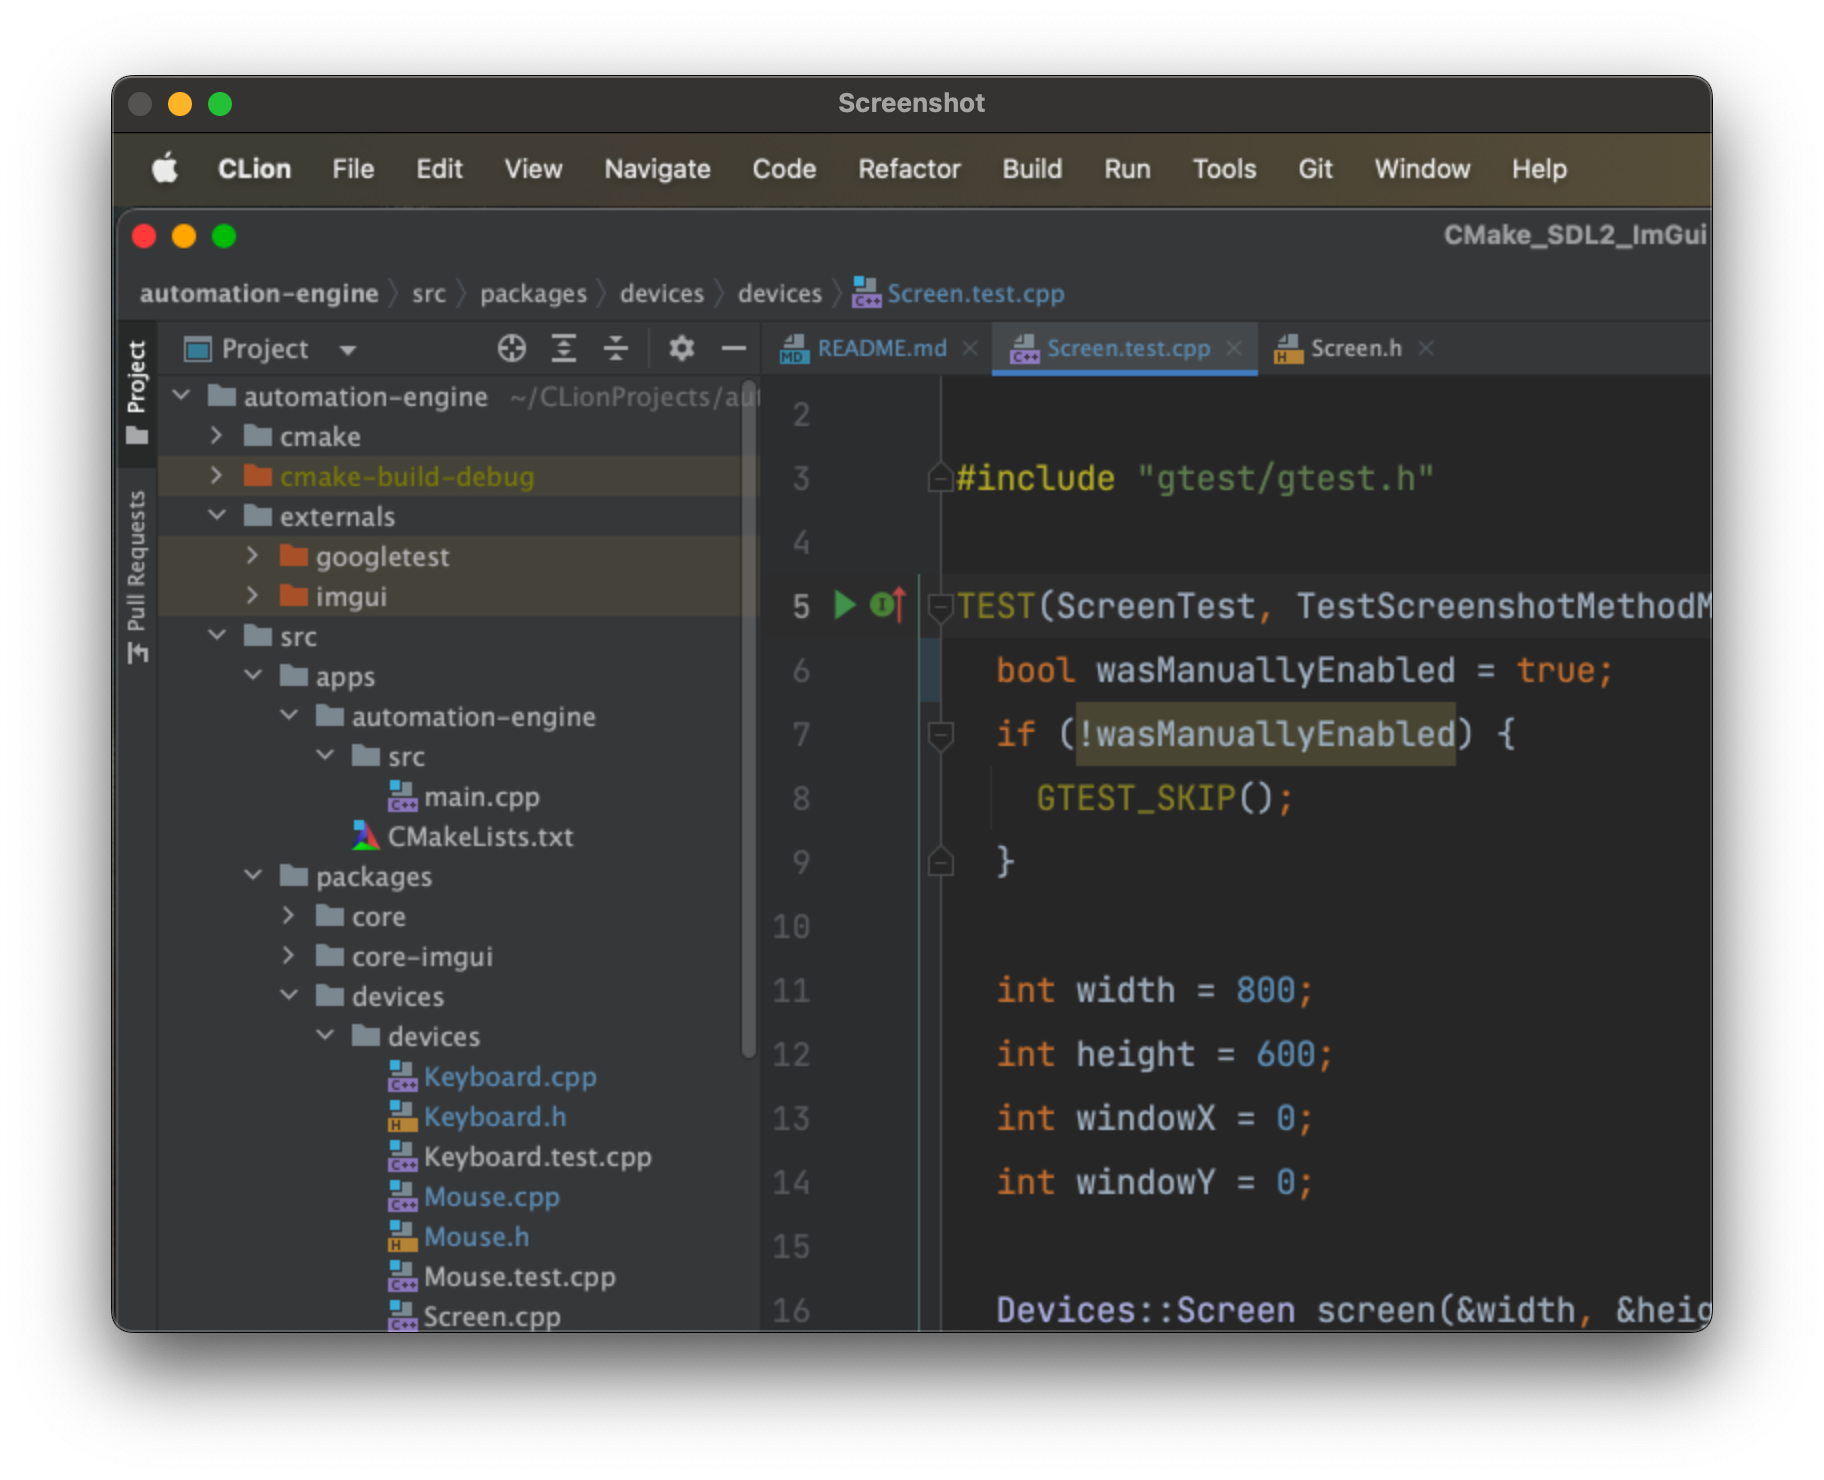 Screenshot
CLion File Edit View Navigate Code Refactor Build Run Tools Git Window Help
CMake_SDL2_ImGui
automation-engine src packages devices devices C++ Screen.test.cpp
Project
Pull Requests
Project
automation-engine ~/CLionProjects/au
cmake
cmake-build-debug
externals
googletest
imgui
src
apps
automation-engine
src
C++ main.cpp
CMakeLists.txt
packages
core
core-imgui
devices
devices
C++ Keyboard.cpp
H Keyboard.h
C++ Keyboard.test.cpp
C++ Mouse.cpp
H Mouse.h
C++ Mouse.test.cpp
C++ Screen.cpp
MD README.md C++ Screen.test.cpp H Screen.h
2
3 #include "gtest/gtest.h"
4
5 I TEST(ScreenTest, TestScreenshotMethodM
6 bool wasManuallyEnabled = true;
7 if (!wasManuallyEnabled) {
8 GTEST_SKIP();
9 }
10
11 int width = 800;
12 int height = 600;
13 int windowX = 0;
14 int windowY = 0;
15
16 Devices::Screen screen(&width, &heig